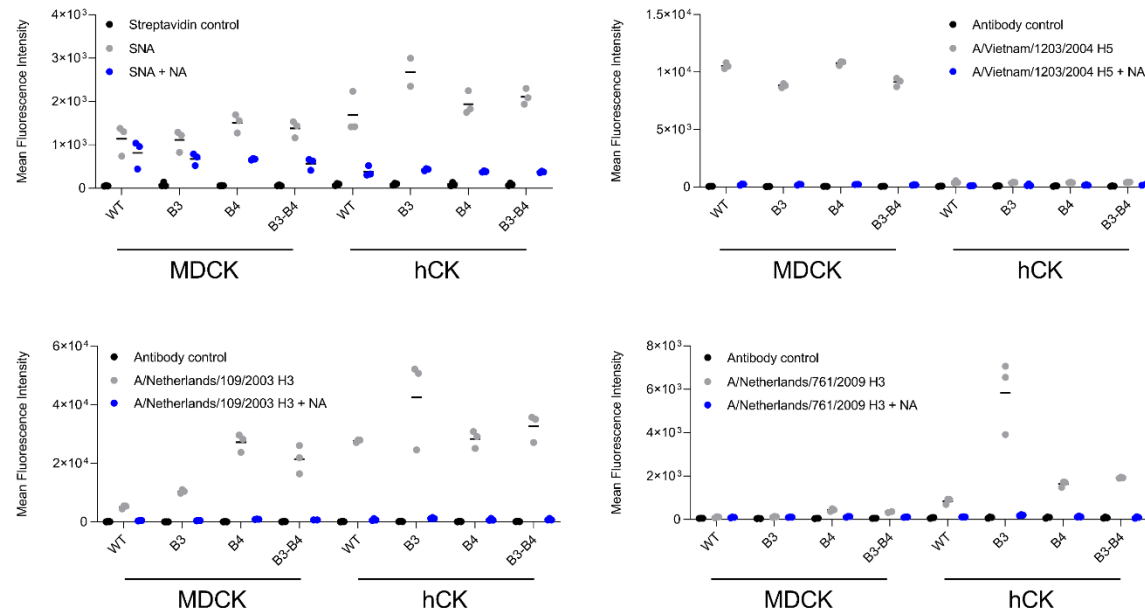 Mean Fluorescence Intensity
4×10³
3×10³
2×10³
1×10³
0
Streptavidin control
SNA
SNA + NA
WT
B3
B4
B3-B4
WT
B3
B4
B3-B4
MDCK
hCK
Mean Fluorescence Intensity
1.5×10⁴
1×10⁴
5×10³
0
Antibody control
A/Vietnam/1203/2004 H5
A/Vietnam/1203/2004 H5 + NA
WT
B3
B4
B3-B4
WT
B3
B4
B3-B4
MDCK
hCK
Mean Fluorescence Intensity
6×10⁴
4×10⁴
2×10⁴
0
Antibody control
A/Netherlands/109/2003 H3
A/Netherlands/109/2003 H3 + NA
WT
B3
B4
B3-B4
WT
B3
B4
B3-B4
MDCK
hCK
Mean Fluorescence Intensity
8×10³
6×10³
4×10³
2×10³
0
Antibody control
A/Netherlands/761/2009 H3
A/Netherlands/761/2009 H3 + NA
WT
B3
B4
B3-B4
WT
B3
B4
B3-B4
MDCK
hCK